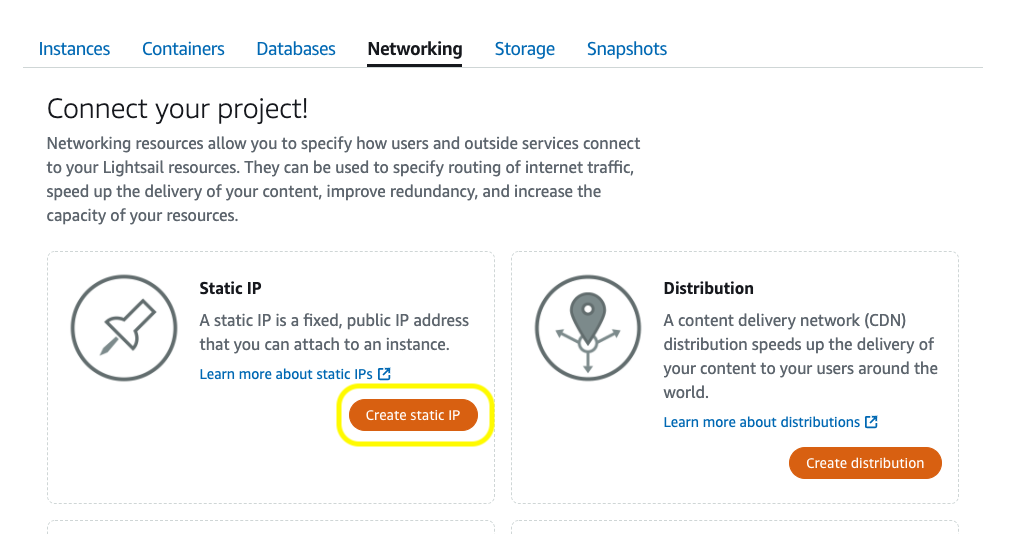 Instances Containers Databases Networking Storage Snapshots
Connect your project!
Networking resources allow you to specify how users and outside services connect
to your Lightsail resources. They can be used to specify routing of internet traffic,
speed up the delivery of your content, improve redundancy, and increase the
capacity of your resources.
Static IP
A static IP is a fixed, public IP address
that you can attach to an instance.
Learn more about static IPs
Create static IP
Distribution
A content delivery network (CDN)
distribution speeds up the delivery of
your content to your users around the
world.
Learn more about distributions
Create distribution